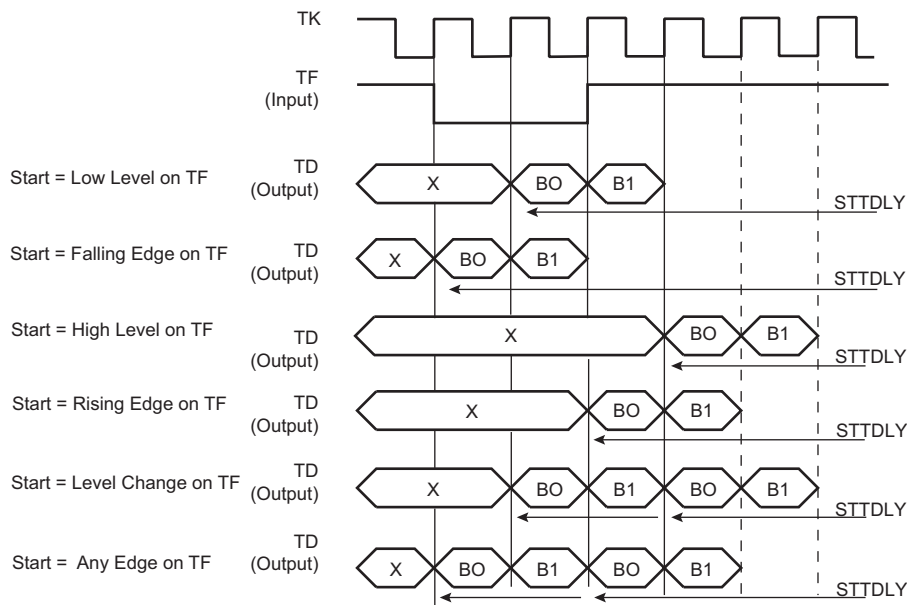 TK
TF
(Input)
Start = Low Level on TF
TD
(Output)
X
BO
B1
STTDLY
Start = Falling Edge on TF
TD
(Output)
X
BO
B1
STTDLY
Start = High Level on TF
TD
(Output)
X
BO
B1
STTDLY
Start = Rising Edge on TF
TD
(Output)
X
BO
B1
STTDLY
Start = Level Change on TF
TD
(Output)
X
BO
B1
BO
B1
STTDLY
Start = Any Edge on TF
TD
(Output)
X
BO
B1
BO
B1
STTDLY